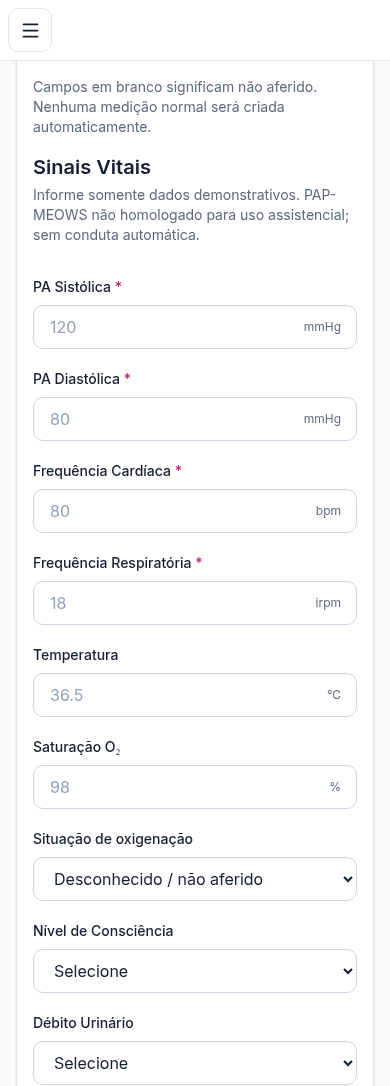 Campos em branco significam não aferido.
Nenhuma medição normal será criada
automaticamente.
Sinais Vitais
Informe somente dados demonstrativos. PAP-
MEOWS não homologado para uso assistencial;
sem conduta automática.
PA Sistólica *
120 mmHg
PA Diastólica *
80 mmHg
Frequência Cardíaca *
80 bpm
Frequência Respiratória *
18 irpm
Temperatura
36.5 °C
Saturação O₂
98 %
Situação de oxigenação
Desconhecido / não aferido
Nível de Consciência
Selecione
Débito Urinário
Selecione